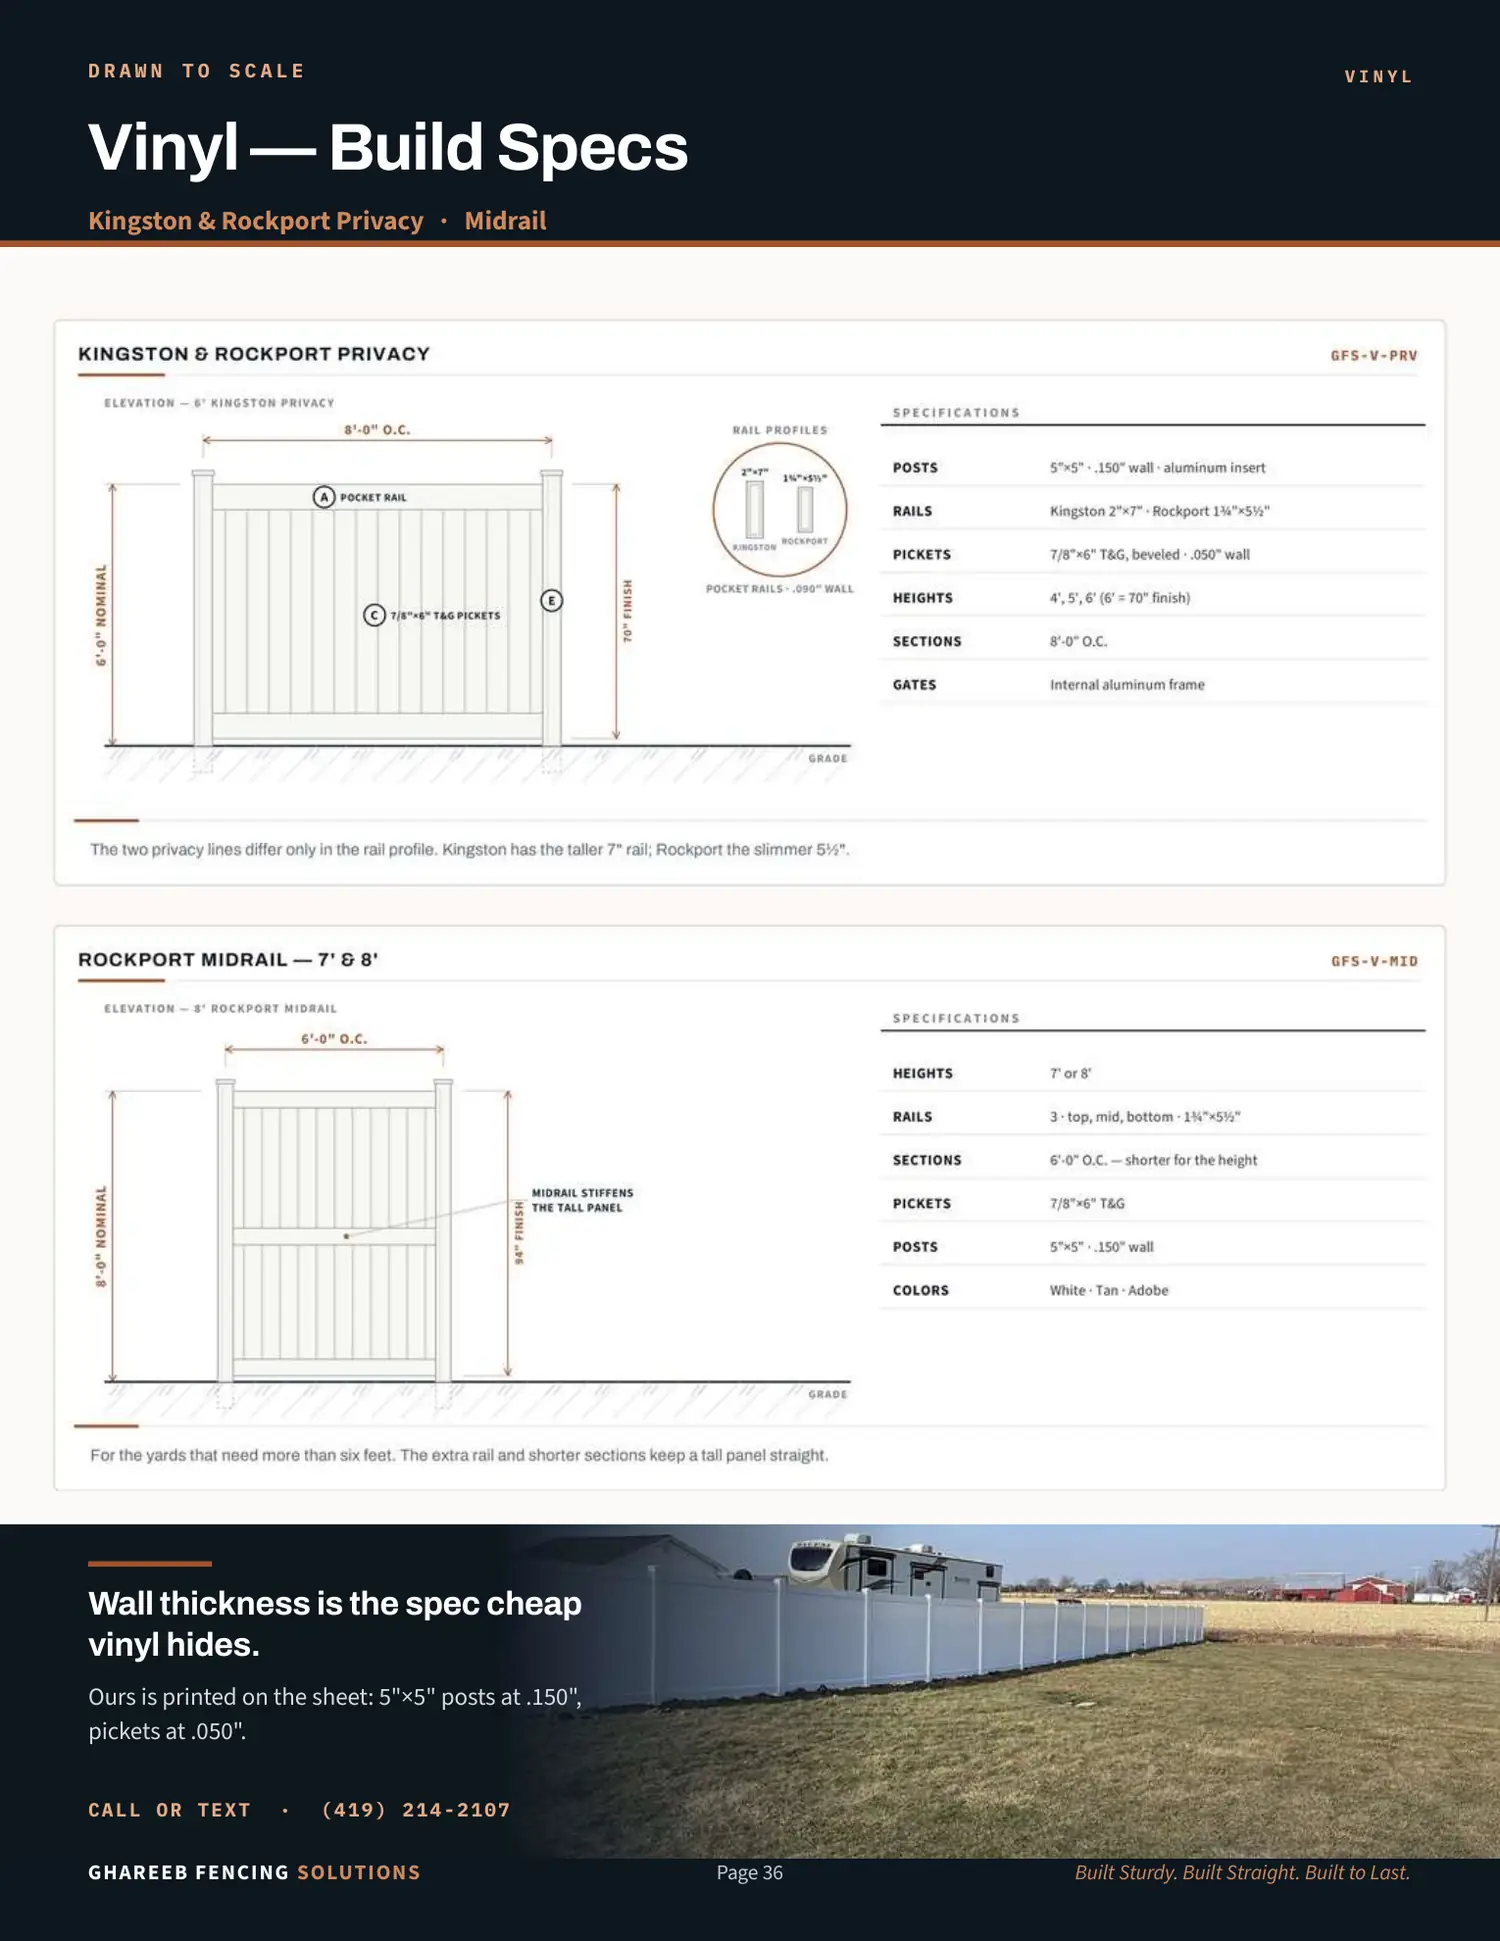 DRAWN TO SCALE
VINYL
Vinyl — Build Specs
Kingston & Rockport Privacy · Midrail
KINGSTON & ROCKPORT PRIVACY
GFS-V-PRV
ELEVATION — 6' KINGSTON PRIVACY
8'-0" O.C.
A POCKET RAIL
6'-0" NOMINAL
C 7/8"×6" T&G PICKETS
E
70" FINISH
GRADE
RAIL PROFILES
2"×7"
1¾"×5½"
KINGSTON
ROCKPORT
POCKET RAILS · .090" WALL
SPECIFICATIONS
POSTS 5"×5" · .150" wall · aluminum insert
RAILS Kingston 2"×7" · Rockport 1¾"×5½"
PICKETS 7/8"×6" T&G, beveled · .050" wall
HEIGHTS 4', 5', 6' (6' = 70" finish)
SECTIONS 8'-0" O.C.
GATES Internal aluminum frame
The two privacy lines differ only in the rail profile. Kingston has the taller 7" rail; Rockport the slimmer 5½".
ROCKPORT MIDRAIL — 7' & 8'
GFS-V-MID
ELEVATION — 8' ROCKPORT MIDRAIL
6'-0" O.C.
8'-0" NOMINAL
94" FINISH
MIDRAIL STIFFENS
THE TALL PANEL
GRADE
SPECIFICATIONS
HEIGHTS 7' or 8'
RAILS 3 · top, mid, bottom · 1¾"×5½"
SECTIONS 6'-0" O.C. — shorter for the height
PICKETS 7/8"×6" T&G
POSTS 5"×5" · .150" wall
COLORS White · Tan · Adobe
For the yards that need more than six feet. The extra rail and shorter sections keep a tall panel straight.
Wall thickness is the spec cheap
vinyl hides.
Ours is printed on the sheet: 5"×5" posts at .150",
pickets at .050".
CALL OR TEXT · (419) 214-2107
GHAREEB FENCING SOLUTIONS
Page 36
Built Sturdy. Built Straight. Built to Last.